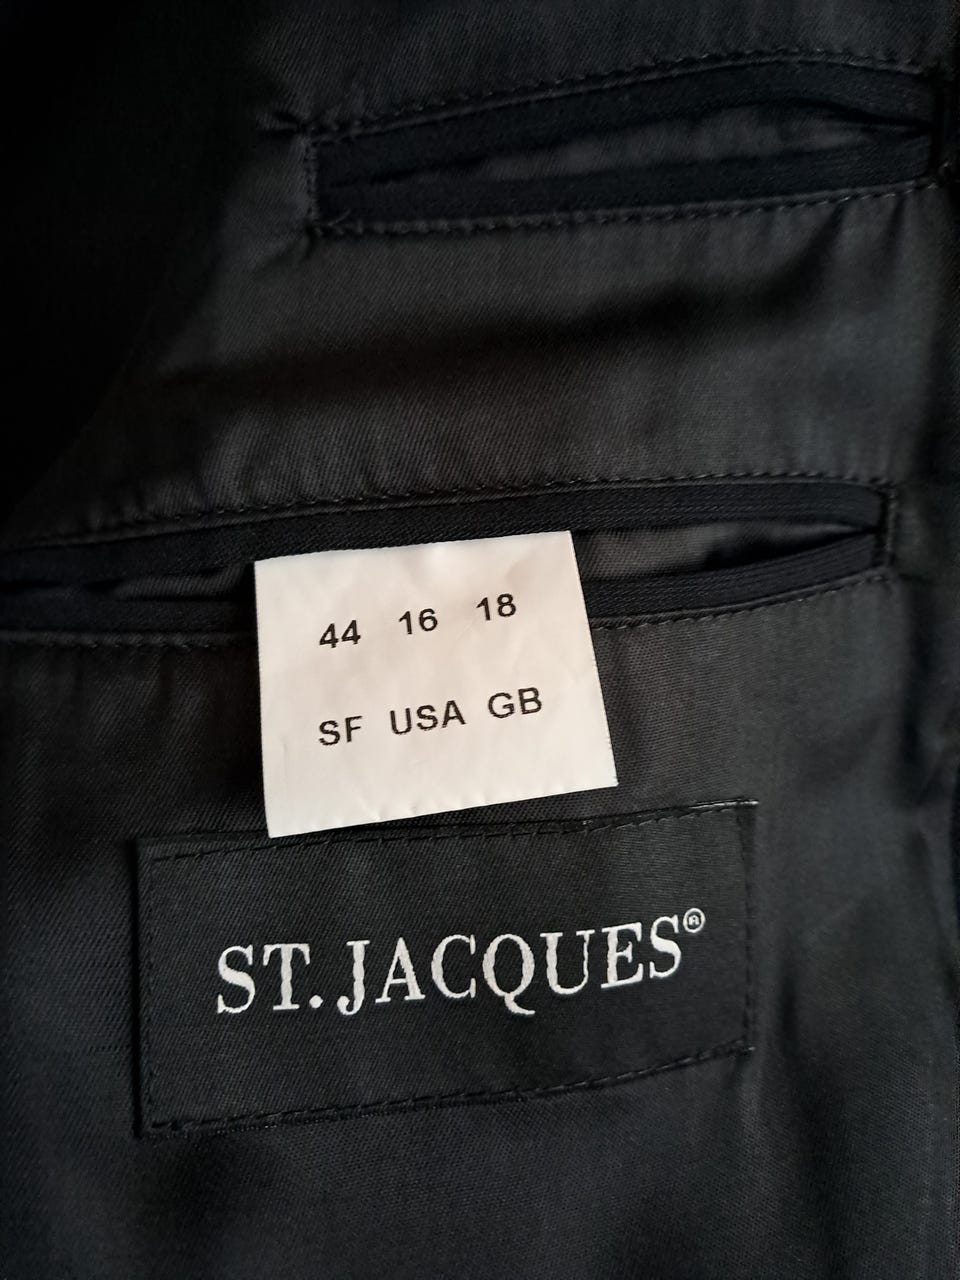 44 16 18
SF USA GB
ST. JACQUES®